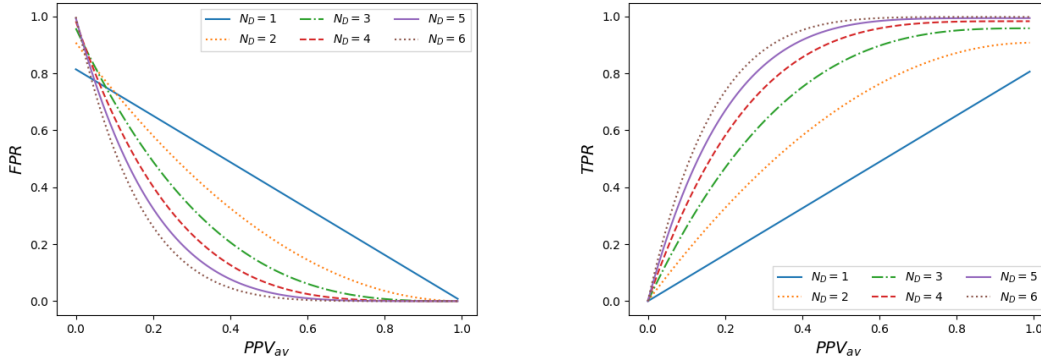 N_D = 1 N_D = 3 N_D = 5
N_D = 2 N_D = 4 N_D = 6
1.0
0.8
0.6
0.4
0.2
0.0
FPR
0.0 0.2 0.4 0.6 0.8 1.0
PPV_av
1.0
0.8
0.6
0.4
0.2
0.0
TPR
N_D = 1 N_D = 3 N_D = 5
N_D = 2 N_D = 4 N_D = 6
0.0 0.2 0.4 0.6 0.8 1.0
PPV_av